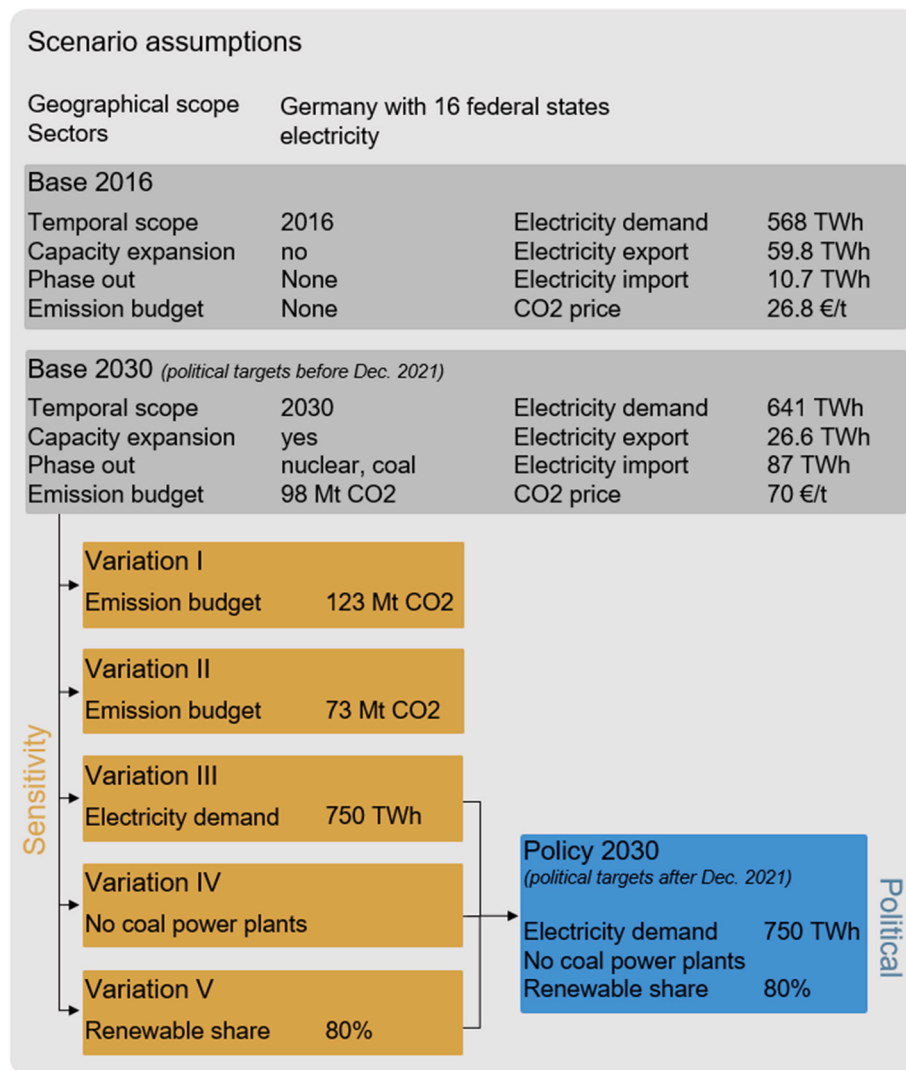 Scenario assumptions
Geographical scope Germany with 16 federal states
Sectors electricity
Base 2016
Temporal scope 2016 Electricity demand 568 TWh
Capacity expansion no Electricity export 59.8 TWh
Phase out None Electricity import 10.7 TWh
Emission budget None CO2 price 26.8 €/t
Base 2030 (political targets before Dec. 2021)
Temporal scope 2030 Electricity demand 641 TWh
Capacity expansion yes Electricity export 26.6 TWh
Phase out nuclear, coal Electricity import 87 TWh
Emission budget 98 Mt CO2 CO2 price 70 €/t
Sensitivity
Variation I
Emission budget 123 Mt CO2
Variation II
Emission budget 73 Mt CO2
Variation III
Electricity demand 750 TWh
Variation IV
No coal power plants
Variation V
Renewable share 80%
Policy 2030
(political targets after Dec. 2021)
Electricity demand 750 TWh
No coal power plants
Renewable share 80%
Political